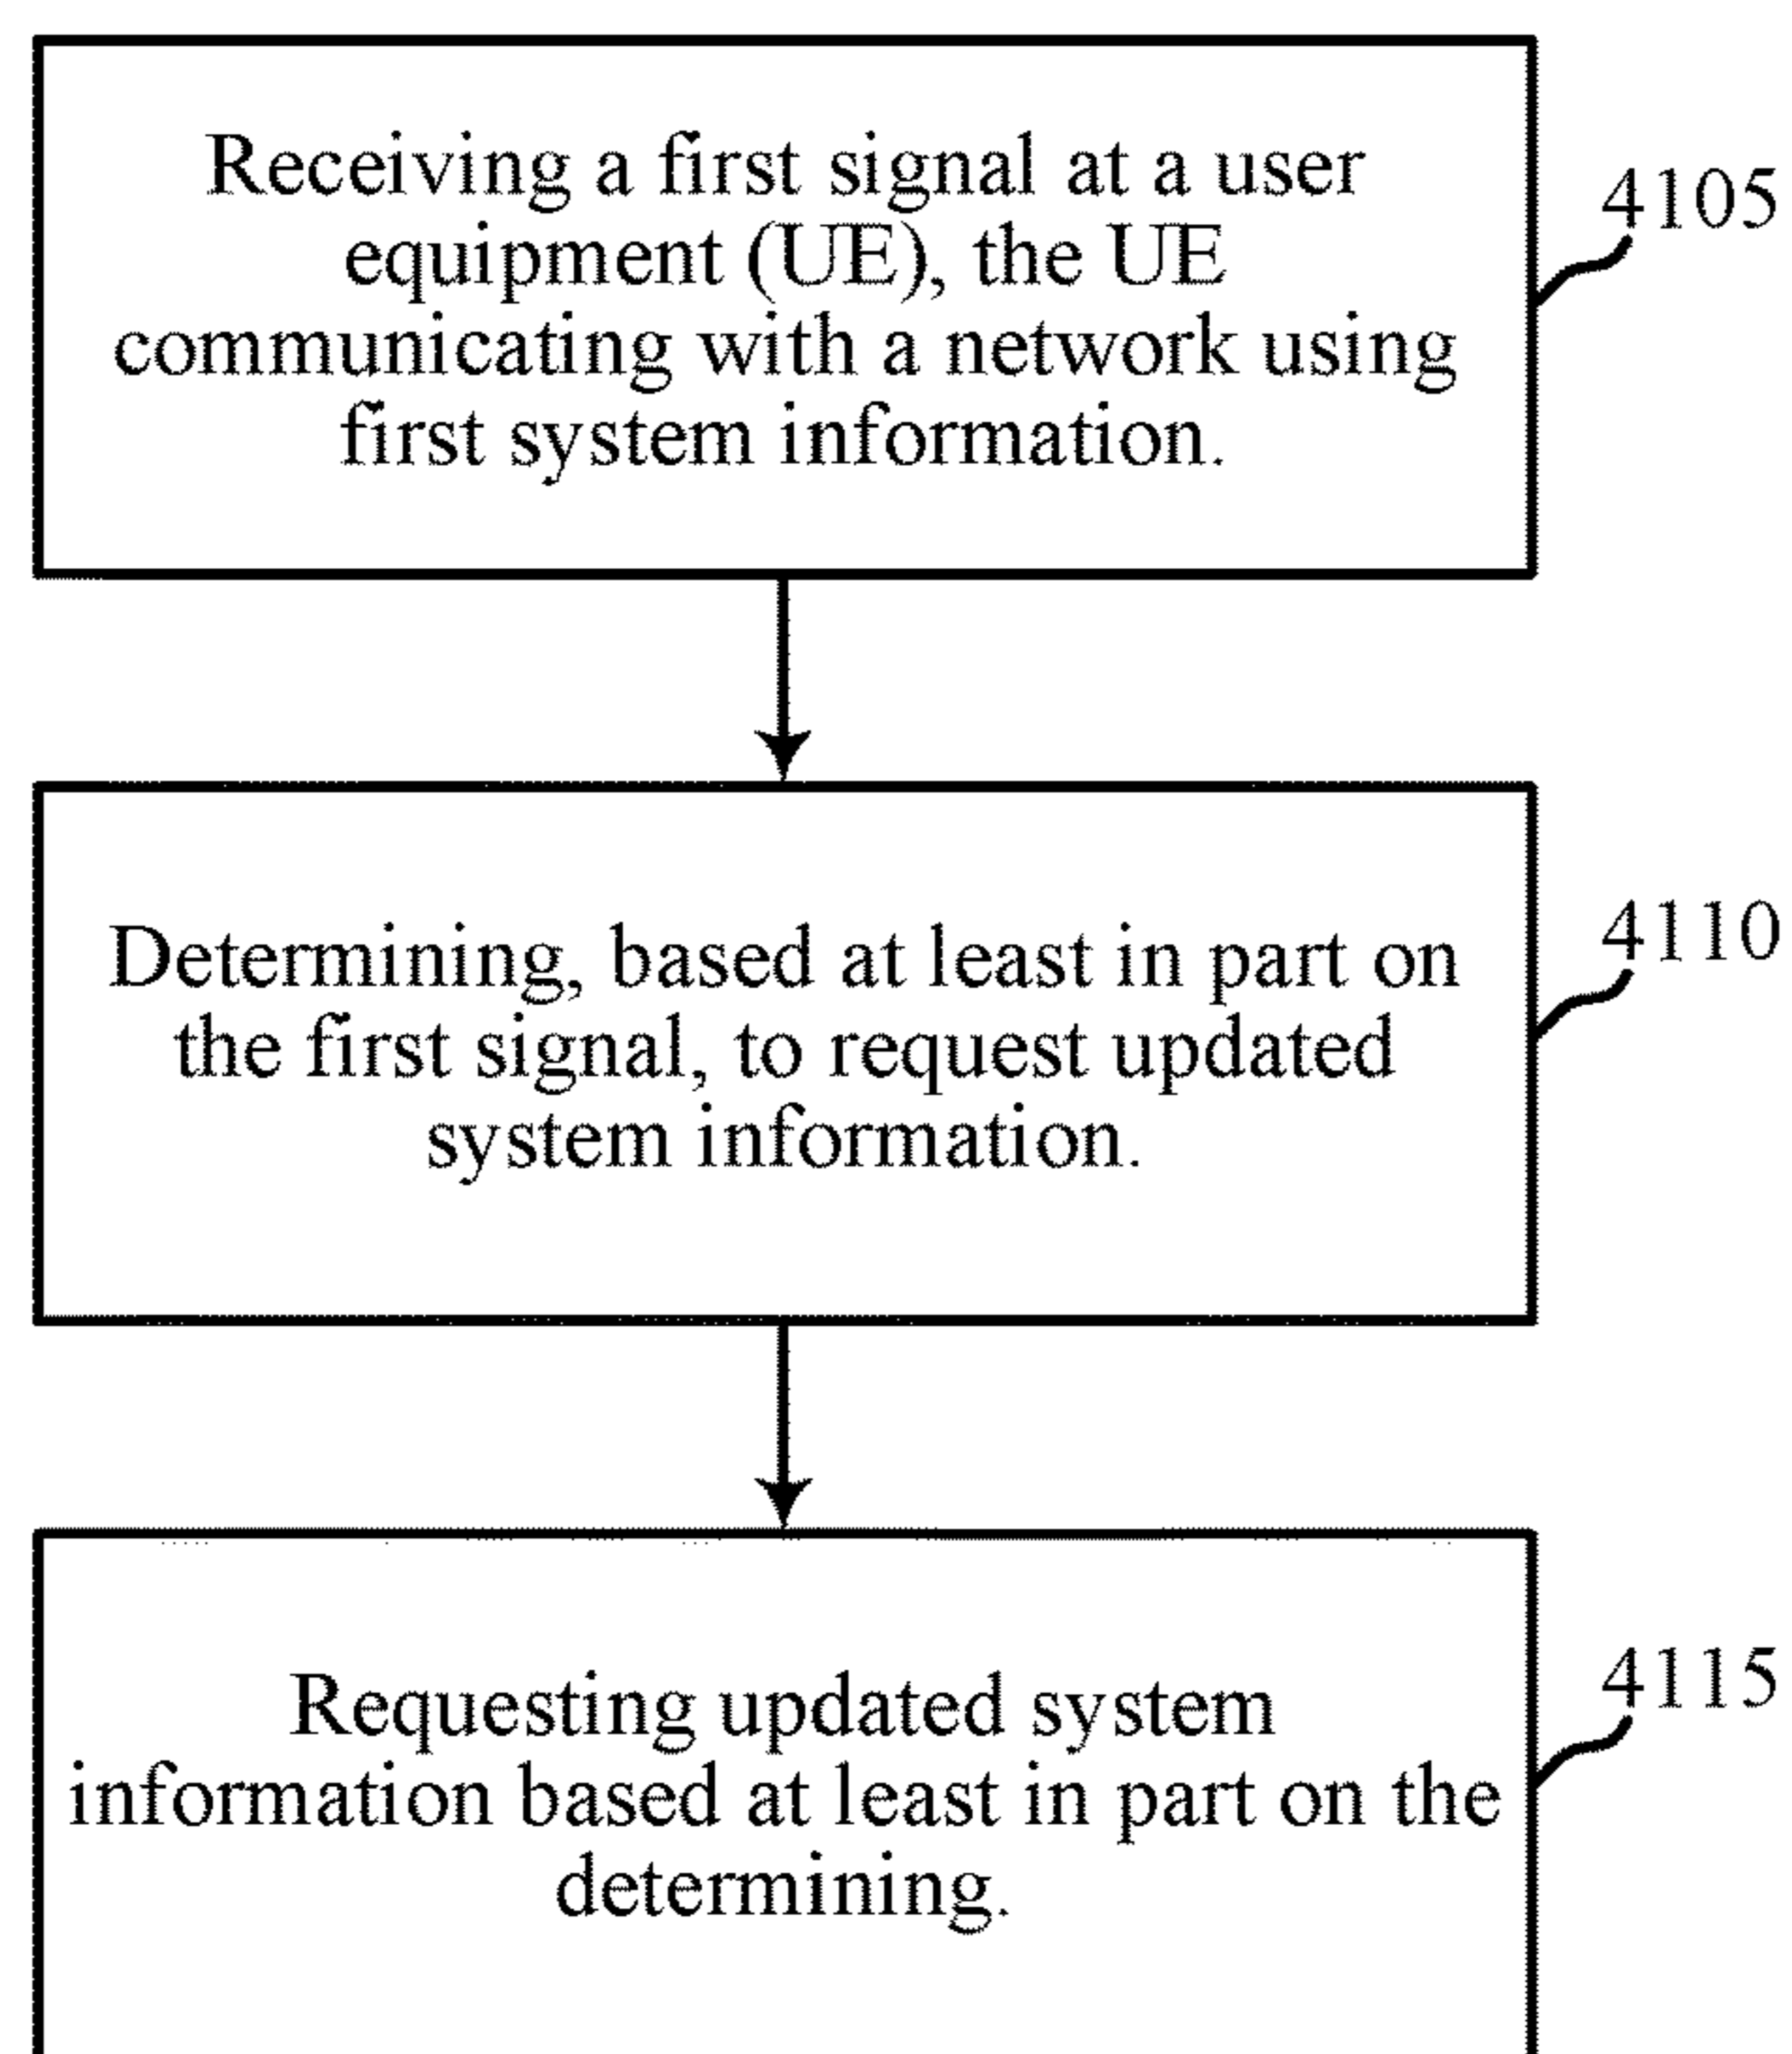 Receiving a first signal at a user
equipment (UE), the UE
communicating with a network using
first system information.
4105
Determining, based at least in part on
the first signal, to request updated
system information.
4110
Requesting updated system
information based at least in part on the
determining.
4115